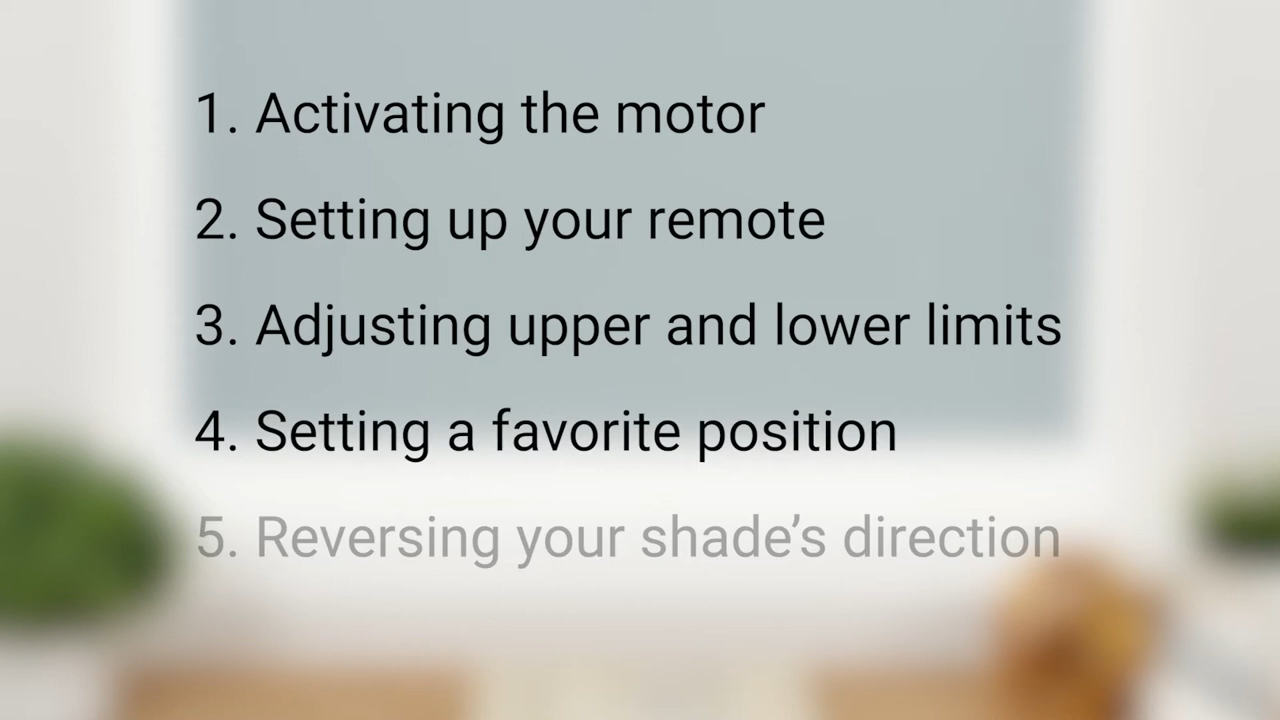 1. Activating the motor
2. Setting up your remote
3. Adjusting upper and lower limits
4. Setting a favorite position
5. Reversing your shade’s direction